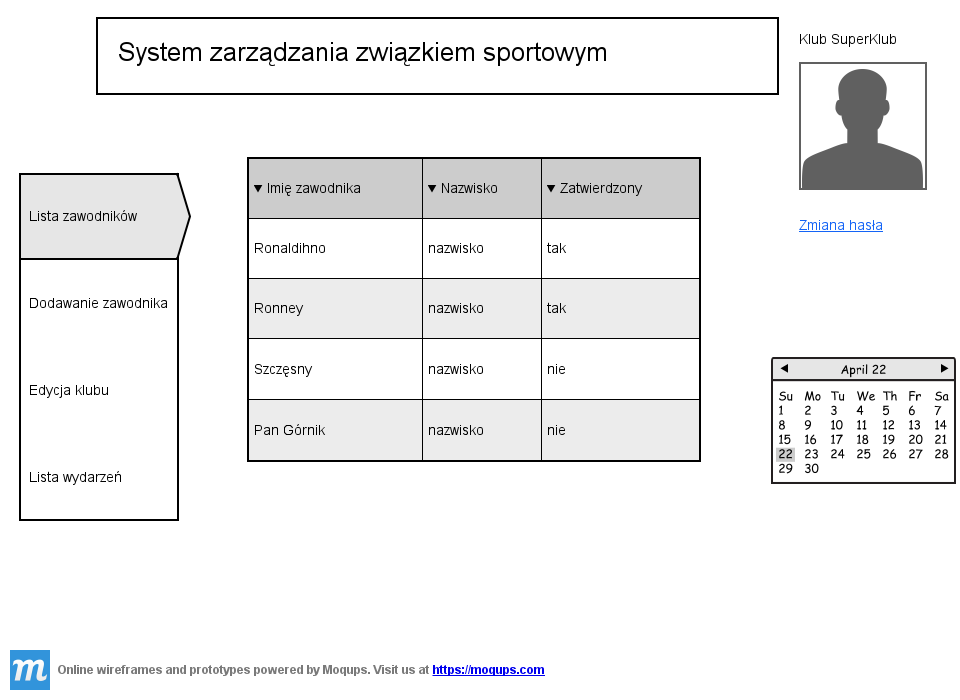 System zarządzania związkiem sportowym
Klub SuperKlub
Zmiana hasła
Lista zawodników
Dodawanie zawodnika
Edycja klubu
Lista wydarzeń
Imię zawodnika Nazwisko Zatwierdzony
Ronaldihno nazwisko tak
Ronney nazwisko tak
Szczęsny nazwisko nie
Pan Górnik nazwisko nie
April 22
Su Mo Tu We Th Fr Sa
1 2 3 4 5 6 7
8 9 10 11 12 13 14
15 16 17 18 19 20 21
22 23 24 25 26 27 28
29 30
m Online wireframes and prototypes powered by Moqups. Visit us at https://moqups.com